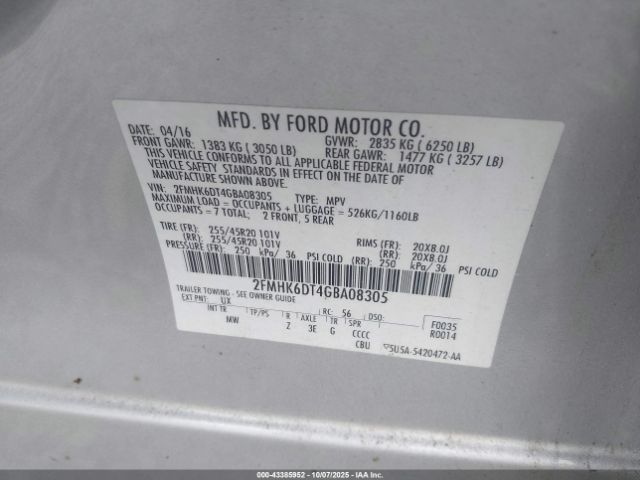 MFD. BY FORD MOTOR CO.
DATE: 04/16 GVWR: 2835 KG ( 6250 LB)
FRONT GAWR: 1383 KG ( 3050 LB) REAR GAWR: 1477 KG ( 3257 LB)
THIS VEHICLE CONFORMS TO ALL APPLICABLE FEDERAL MOTOR
VEHICLE SAFETY STANDARDS IN EFFECT ON THE DATE OF
MANUFACTURE SHOWN ABOVE.
VIN: 2FMHK6DT4GBA08305 TYPE: MPV
MAXIMUM LOAD = OCCUPANTS + LUGGAGE = 526KG/1160LB
OCCUPANTS: = 7 TOTAL; 2 FRONT, 5 REAR
TIRE (FR): 255/45R20 101V RIMS (FR): 20X8.0J
(RR): 255/45R20 101V (RR): 20X8.0J
PRESSURE (FR): 250 kPa/ 36 PSI COLD (RR): 250 kPa/ 36 PSI COLD
2FMHK6DT4GBA08305
TRAILER TOWING - SEE OWNER GUIDE
EXT PNT: UX RC: 56 DSO: F0035
INT TR TP/PS R AXLE TR SPR R0014
MW Z 3E G CCCC
CBU 5U5A-5420472-AA
000-43385952 - 10/07/2025 - COPYRIGHT IAA, LLC.